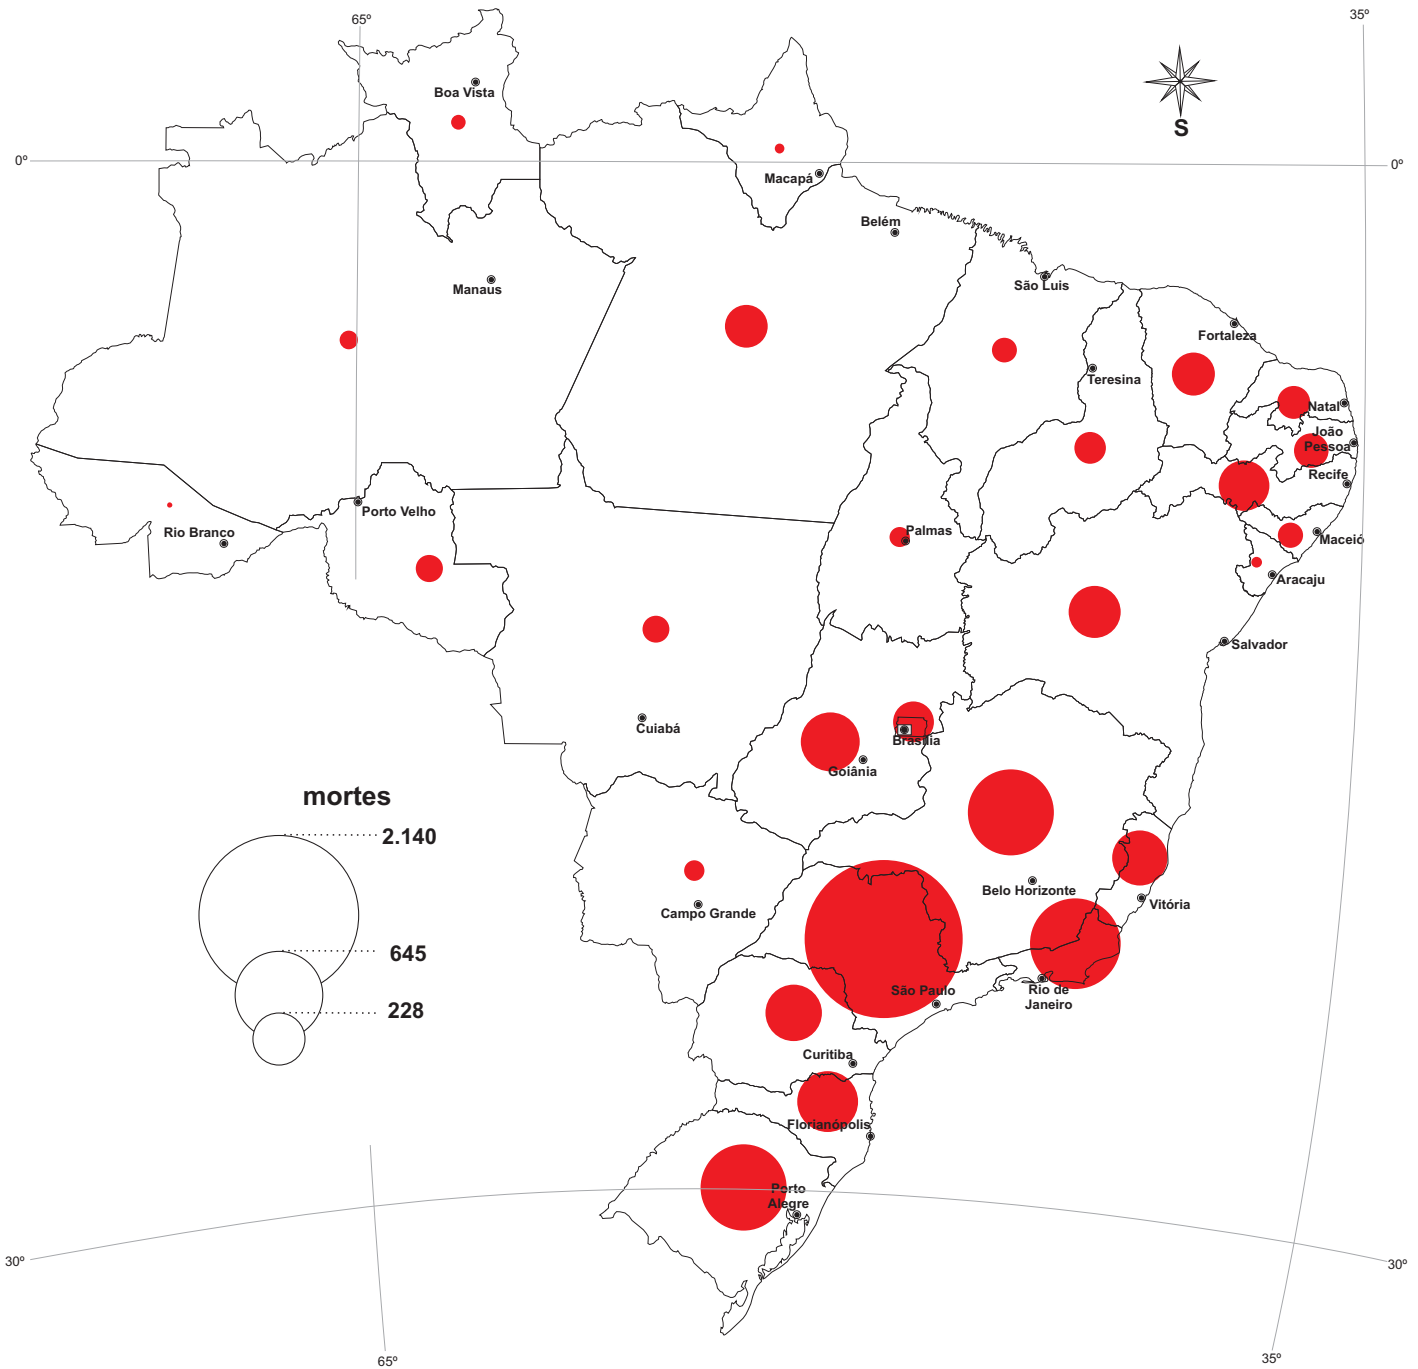 65º
35º
Boa Vista
S
0º
0º
Macapá
Belém
São Luis
Manaus
Fortaleza
Teresina
Natal
João
Pessoa
Recife
Porto Velho
Rio Branco
Palmas
Maceió
Aracaju
Salvador
Cuiabá
Brasília
Goiânia
mortes
2.140
645
228
Belo Horizonte
Vitória
Campo Grande
São Paulo
Rio de
Janeiro
Curitiba
Florianópolis
Porto
Alegre
30º
30º
65º
35º